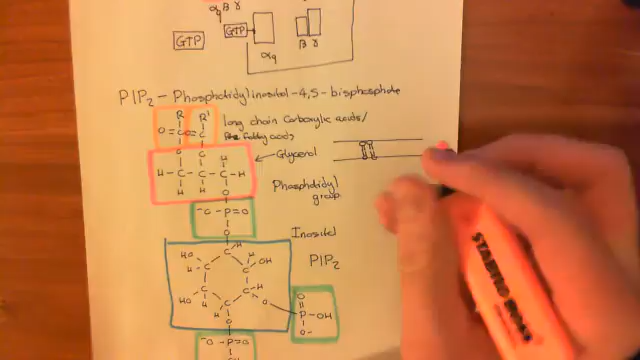 αq β γ
GTP
GTP
αq
β γ
PIP2 - Phosphatidylinositol-4,5-bisphosphate
R R'
long chain Carboxylic acids/
fatty acids
O=C O=C
O O H
Glycerol
H-C-C-C-H
H H O
Phosphatidyl
group
-O-P=O
O
Inositol
C H
HO H
OH
C C
H
PIP2
HO C C H
H C O
O
P-OH
O-
O
-O-P=O
STABILO BOSS